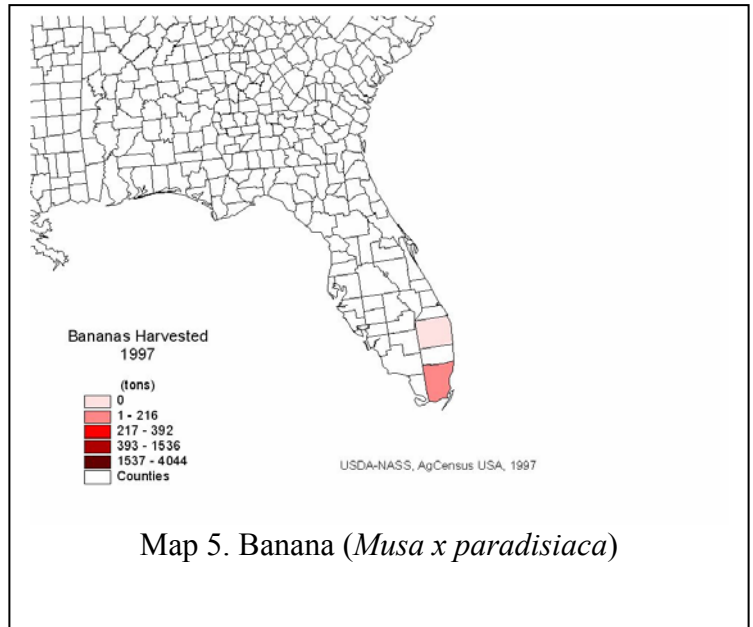 Bananas Harvested
1997
(tons)
0
1 - 216
217 - 392
393 - 1536
1537 - 4044
Counties
USDA-NASS, AgCensus USA, 1997
Map 5. Banana (Musa x paradisiaca)